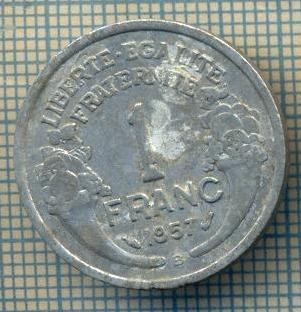 LIBERTE·EGALITE
FRATERNITE
1
FRANC
1957
B